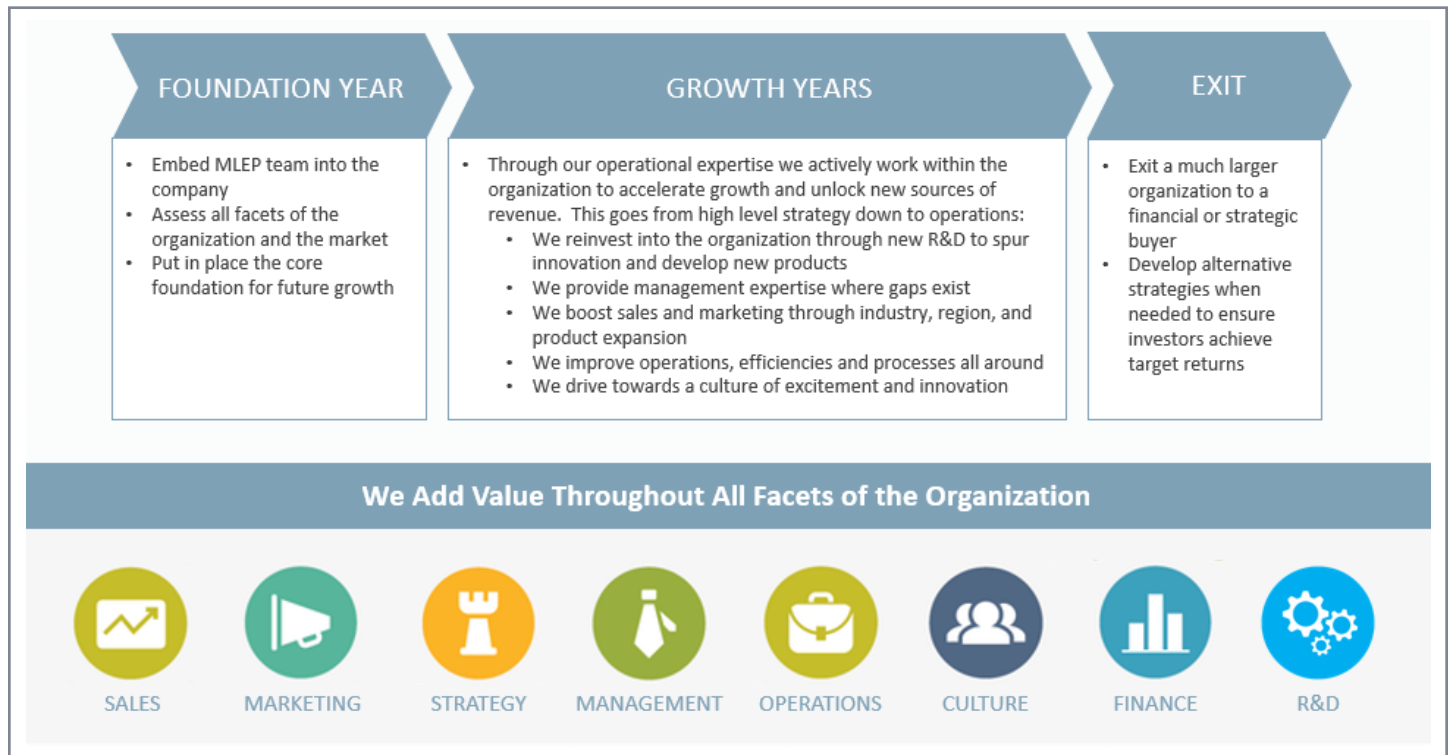 FOUNDATION YEAR
GROWTH YEARS
EXIT
• Embed MLEP team into the
company
• Assess all facets of the
organization and the market
• Put in place the core
foundation for future growth
• Through our operational expertise we actively work within the
organization to accelerate growth and unlock new sources of
revenue.  This goes from high level strategy down to operations:
• We reinvest into the organization through new R&D to spur
innovation and develop new products
• We provide management expertise where gaps exist
• We boost sales and marketing through industry, region, and
product expansion
• We improve operations, efficiencies and processes all around
• We drive towards a culture of excitement and innovation
• Exit a much larger
organization to a
financial or strategic
buyer
• Develop alternative
strategies when
needed to ensure
investors achieve
target returns
We Add Value Throughout All Facets of the Organization
SALES
MARKETING
STRATEGY
MANAGEMENT
OPERATIONS
CULTURE
FINANCE
R&D